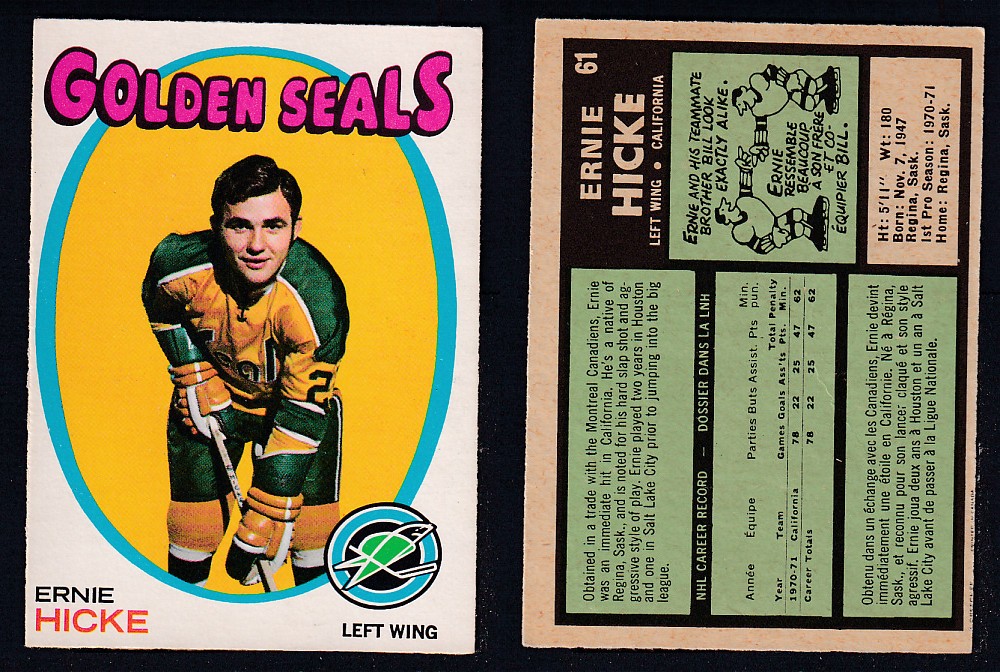 GOLDEN SEALS
2
ERNIE
HICKE
LEFT WING
61
ERNIE
HICKE
LEFT WING • CALIFORNIA
ERNIE AND HIS TEAMMATE
BROTHER BILL LOOK
EXACTLY ALIKE.
ERNIE
RESSEMBLE
BEAUCOUP
A SON FRÈRE
ET CO-
ÉQUIPIER BILL.
Ht: 5'11" Wt: 180
Born: Nov. 7, 1947
Regina, Sask.
1st Pro Season: 1970-71
Home: Regina, Sask.
Obtained in a trade with the Montreal Canadiens, Ernie
was an immediate hit in California. He's a native of
Regina, Sask., and is noted for his hard slap shot and ag-
gressive style of play. Ernie played two years in Houston
and one in Salt Lake City prior to jumping into the big
league.
NHL CAREER RECORD — DOSSIER DANS LA LNH
Année Équipe Parties Buts Assist. Pts Min. pun.
Year Team Games Goals Ass'ts Total Pts. Penalty Min.
1970-71 California 78 22 25 47 62
Career Totals 78 22 25 47 62
Obtenu dans un échange avec les Canadiens, Ernie devint
immédiatement une étoile en Californie. Né à Régina,
Sask., et reconnu pour son lancer claqué et son style
agressif, Ernie joua deux ans à Houston et un à Salt
Lake City avant de passer à la Ligue Nationale.